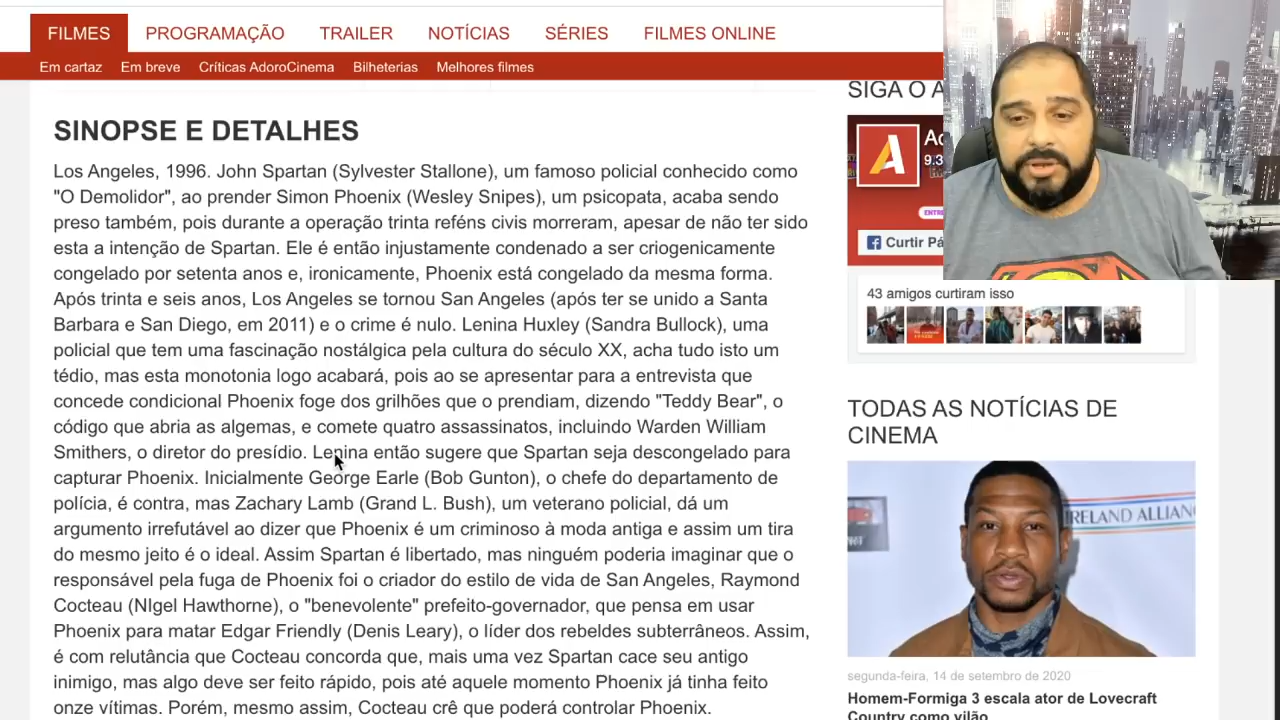 FILMES PROGRAMAÇÃO TRAILER NOTÍCIAS SÉRIES FILMES ONLINE
Em cartaz Em breve Críticas AdoroCinema Bilheterias Melhores filmes
SINOPSE E DETALHES
Los Angeles, 1996. John Spartan (Sylvester Stallone), um famoso policial conhecido como
"O Demolidor", ao prender Simon Phoenix (Wesley Snipes), um psicopata, acaba sendo
preso também, pois durante a operação trinta reféns civis morreram, apesar de não ter sido
esta a intenção de Spartan. Ele é então injustamente condenado a ser criogenicamente
congelado por setenta anos e, ironicamente, Phoenix está congelado da mesma forma.
Após trinta e seis anos, Los Angeles se tornou San Angeles (após ter se unido a Santa
Barbara e San Diego, em 2011) e o crime é nulo. Lenina Huxley (Sandra Bullock), uma
policial que tem uma fascinação nostálgica pela cultura do século XX, acha tudo isto um
tédio, mas esta monotonia logo acabará, pois ao se apresentar para a entrevista que
concede condicional Phoenix foge dos grilhões que o prendiam, dizendo "Teddy Bear", o
código que abria as algemas, e comete quatro assassinatos, incluindo Warden William
Smithers, o diretor do presídio. Lenina então sugere que Spartan seja descongelado para
capturar Phoenix. Inicialmente George Earle (Bob Gunton), o chefe do departamento de
polícia, é contra, mas Zachary Lamb (Grand L. Bush), um veterano policial, dá um
argumento irrefutável ao dizer que Phoenix é um criminoso à moda antiga e assim um tira
do mesmo jeito é o ideal. Assim Spartan é libertado, mas ninguém poderia imaginar que o
responsável pela fuga de Phoenix foi o criador do estilo de vida de San Angeles, Raymond
Cocteau (NIgel Hawthorne), o "benevolente" prefeito-governador, que pensa em usar
Phoenix para matar Edgar Friendly (Denis Leary), o líder dos rebeldes subterrâneos. Assim,
é com relutância que Cocteau concorda que, mais uma vez Spartan cace seu antigo
inimigo, mas algo deve ser feito rápido, pois até aquele momento Phoenix já tinha feito
onze vítimas. Porém, mesmo assim, Cocteau crê que poderá controlar Phoenix.
SIGA O A
Ad
9.3
ENTRE
Curtir Pá
43 amigos curtiram isso
TODAS AS NOTÍCIAS DE
CINEMA
IRELAND ALLIANC
segunda-feira, 14 de setembro de 2020
Homem-Formiga 3 escala ator de Lovecraft
Country como vilão